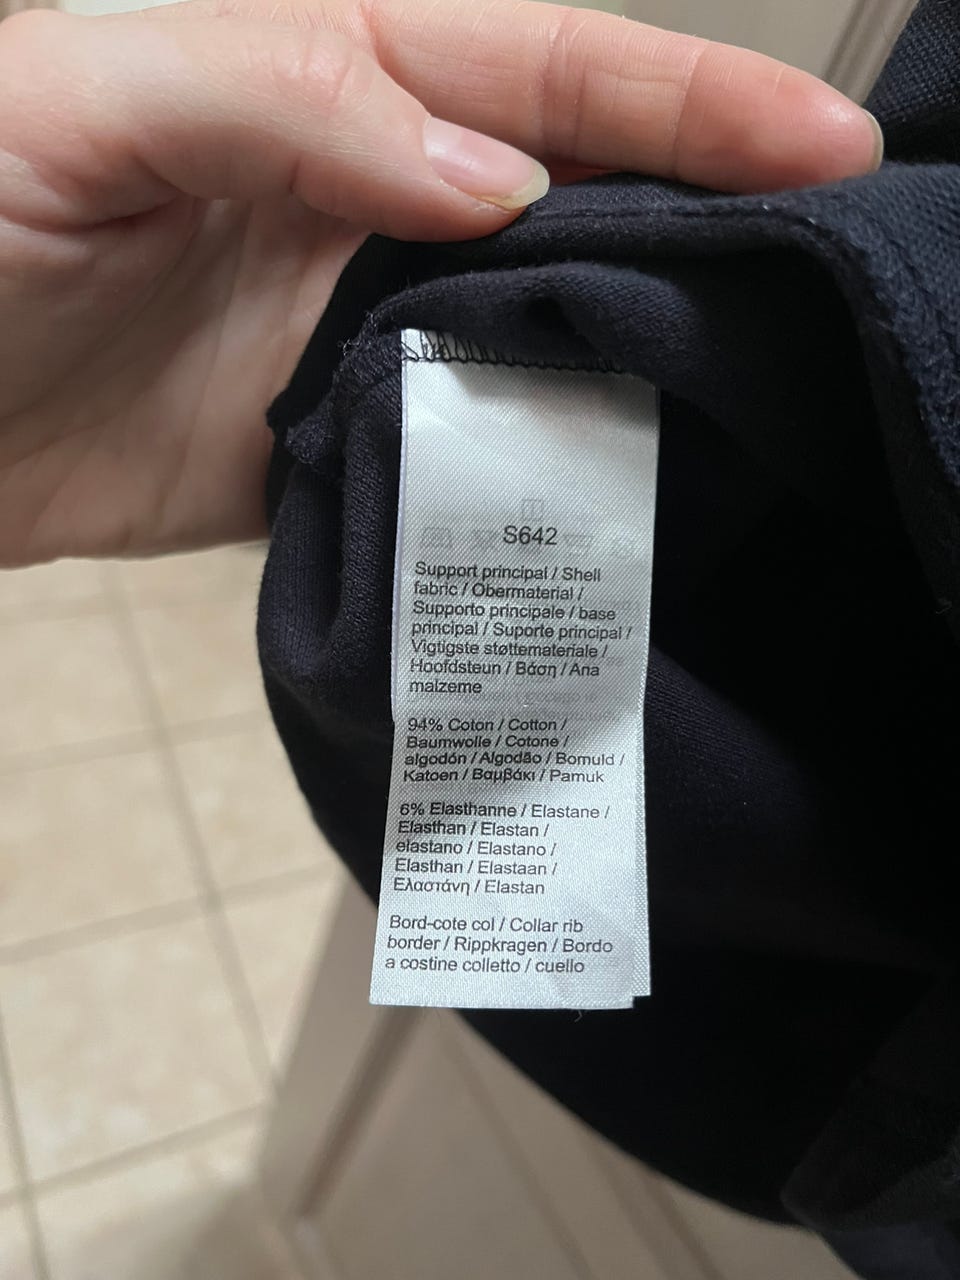 S642
Support principal / Shell
fabric / Obermaterial /
Supporto principale / base
principal / Suporte principal /
Vigtigste støttemateriale /
Hoofdsteun / Βάση / Ana
malzeme
94% Coton / Cotton /
Baumwolle / Cotone /
algodón / Algodão / Bomuld /
Katoen / Βαμβάκι / Pamuk
6% Elasthanne / Elastane /
Elasthan / Elastan /
elastano / Elastano /
Elasthan / Elastaan /
Ελαστάνη / Elastan
Bord-cote col / Collar rib
border / Rippkragen / Bordo
a costine colletto / cuello